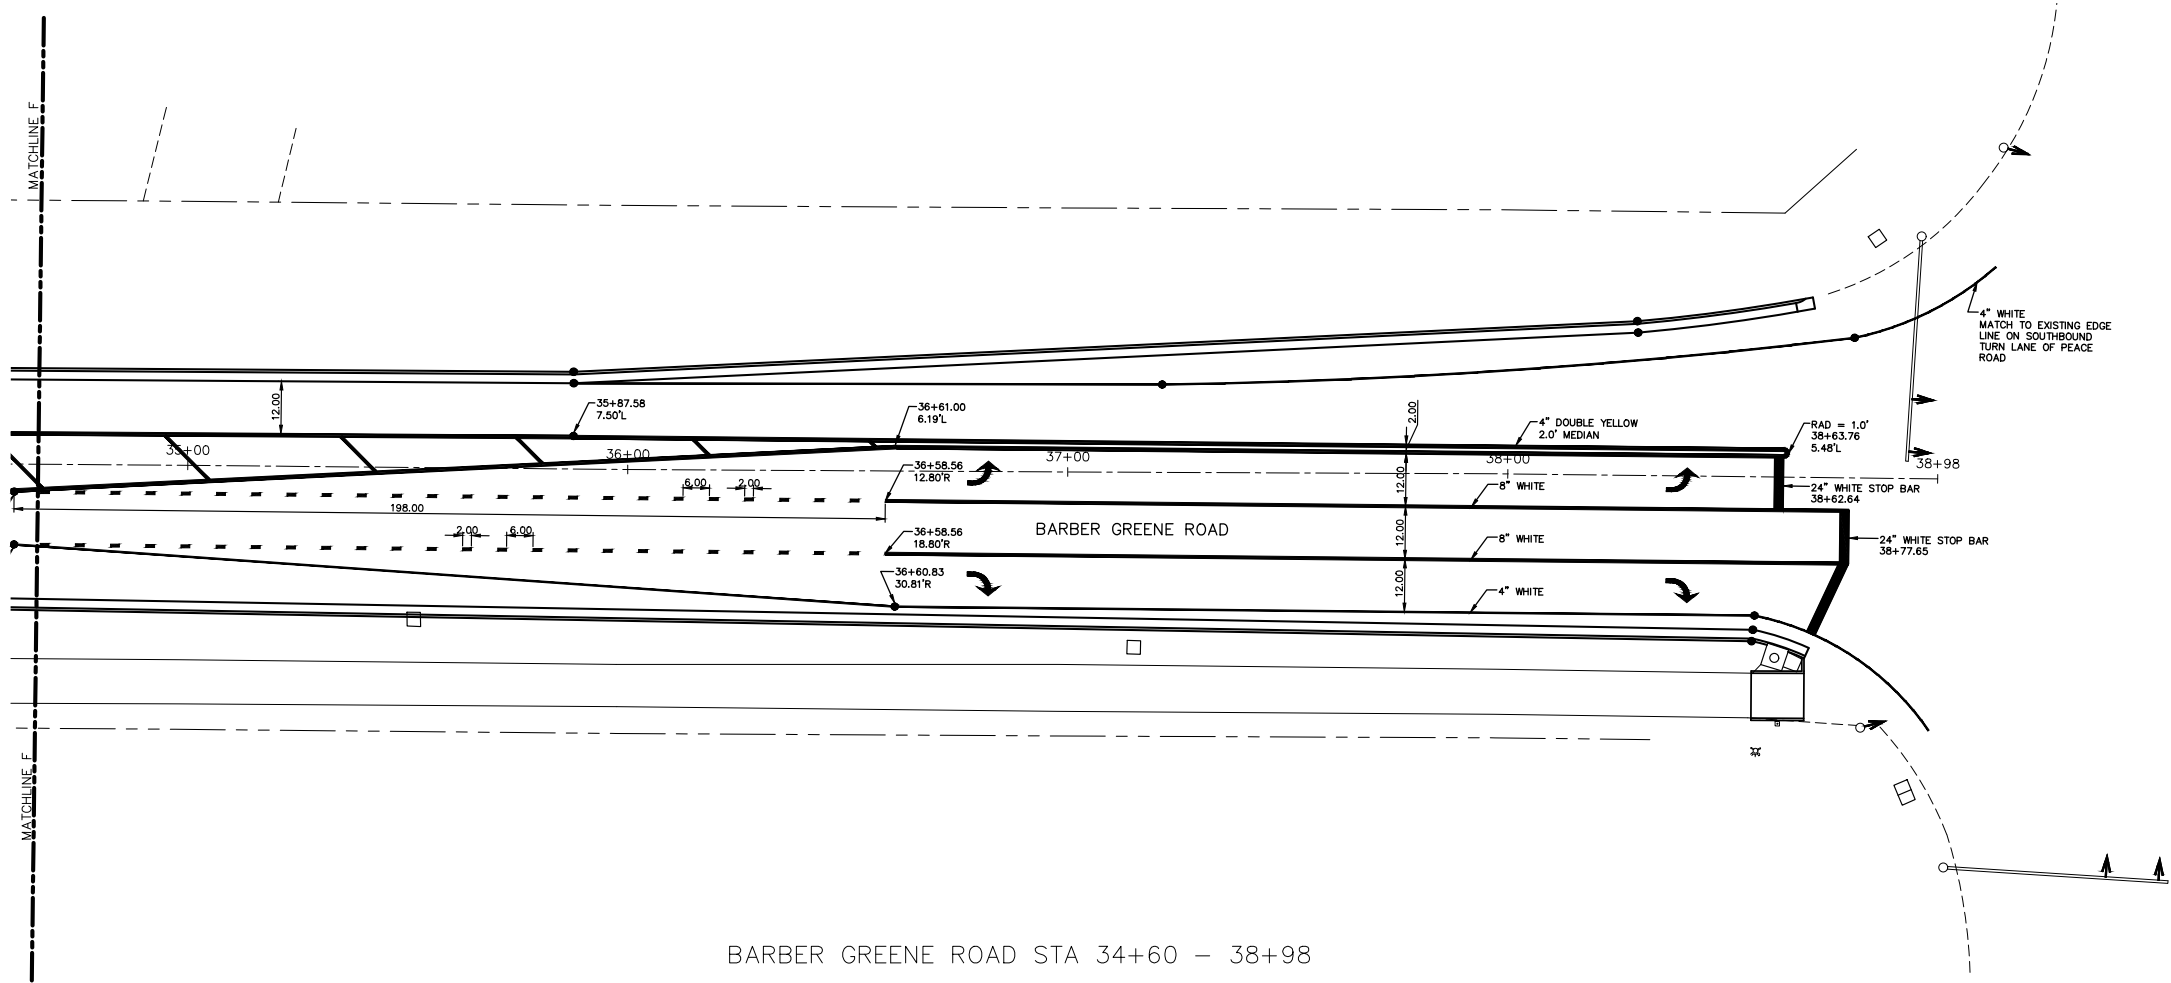 MATCHLINE F
4" WHITE
MATCH TO EXISTING EDGE
LINE ON SOUTHBOUND
TURN LANE OF PEACE
ROAD
12.00
35+87.58
7.50'L
36+61.00
6.19'L
2.00
4" DOUBLE YELLOW
2.0' MEDIAN
RAD = 1.0'
38+63.76
5.48'L
35+00
36+00
37+00
38+00
38+98
36+58.56
12.80'R
6.00
2.00
12.00
8" WHITE
24" WHITE STOP BAR
38+62.64
198.00
2.00
6.00
36+58.56
18.80'R
BARBER GREENE ROAD
12.00
8" WHITE
24" WHITE STOP BAR
38+77.65
36+60.83
30.81'R
12.00
4" WHITE
MATCHLINE F
BARBER GREENE ROAD STA 34+60 - 38+98